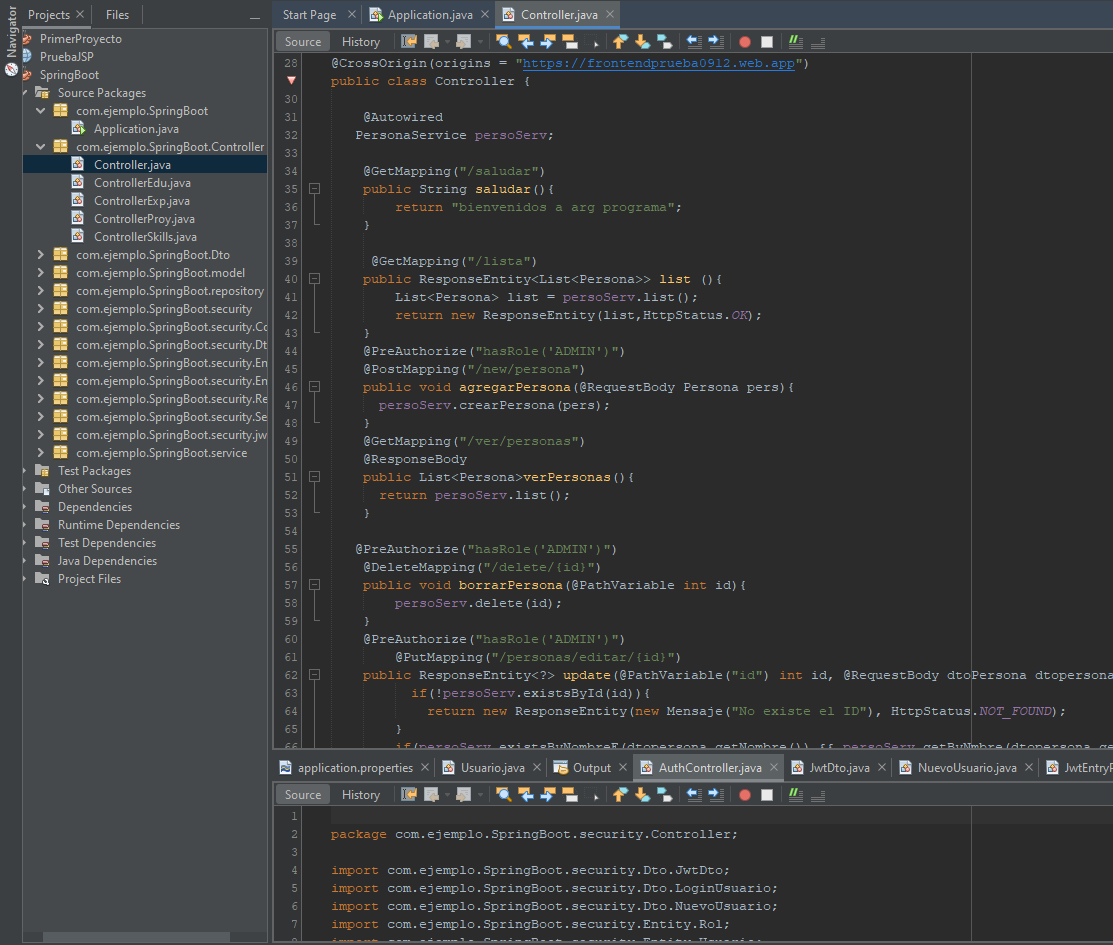 Navigator
Projects
Files
PrimerProyecto
PruebaJSP
SpringBoot
Source Packages
com.ejemplo.SpringBoot
Application.java
com.ejemplo.SpringBoot.Controller
Controller.java
ControllerEdu.java
ControllerExp.java
ControllerProy.java
ControllerSkills.java
com.ejemplo.SpringBoot.Dto
com.ejemplo.SpringBoot.model
com.ejemplo.SpringBoot.repository
com.ejemplo.SpringBoot.security
com.ejemplo.SpringBoot.security.Co
com.ejemplo.SpringBoot.security.Dt
com.ejemplo.SpringBoot.security.En
com.ejemplo.SpringBoot.security.En
com.ejemplo.SpringBoot.security.Re
com.ejemplo.SpringBoot.security.Se
com.ejemplo.SpringBoot.security.jw
com.ejemplo.SpringBoot.service
Test Packages
Other Sources
Dependencies
Runtime Dependencies
Test Dependencies
Java Dependencies
Project Files
Start Page Application.java Controller.java
Source History
28 @CrossOrigin(origins = "https://frontendprueba0912.web.app")
public class Controller {
30
31 @Autowired
32 PersonaService persoServ;
33
34 @GetMapping("/saludar")
35 public String saludar(){
36 return "bienvenidos a arg programa";
37 }
38
39 @GetMapping("/lista")
40 public ResponseEntity<List<Persona>> list (){
41 List<Persona> list = persoServ.list();
42 return new ResponseEntity(list,HttpStatus.OK);
43 }
44 @PreAuthorize("hasRole('ADMIN')")
45 @PostMapping("/new/persona")
46 public void agregarPersona(@RequestBody Persona pers){
47 persoServ.crearPersona(pers);
48 }
49 @GetMapping("/ver/personas")
50 @ResponseBody
51 public List<Persona>verPersonas(){
52 return persoServ.list();
53 }
54
55 @PreAuthorize("hasRole('ADMIN')")
56 @DeleteMapping("/delete/{id}")
57 public void borrarPersona(@PathVariable int id){
58 persoServ.delete(id);
59 }
60 @PreAuthorize("hasRole('ADMIN')")
61 @PutMapping("/personas/editar/{id}")
62 public ResponseEntity<?> update(@PathVariable("id") int id, @RequestBody dtoPersona dtopersona
63 if(!persoServ.existsById(id)){
64 return new ResponseEntity(new Mensaje("No existe el ID"), HttpStatus.NOT_FOUND);
65 }
66 if(persoServ.existsByNombreE(dtopersona.getNombre()) &&
application.properties Usuario.java Output AuthController.java JwtDto.java NuevoUsuario.java JwtEntryP
Source History
1
2 package com.ejemplo.SpringBoot.security.Controller;
3
4 import com.ejemplo.SpringBoot.security.Dto.JwtDto;
5 import com.ejemplo.SpringBoot.security.Dto.LoginUsuario;
6 import com.ejemplo.SpringBoot.security.Dto.NuevoUsuario;
7 import com.ejemplo.SpringBoot.security.Entity.Rol;
8 import com.ejemplo.SpringBoot.security.Entity.Usuario;